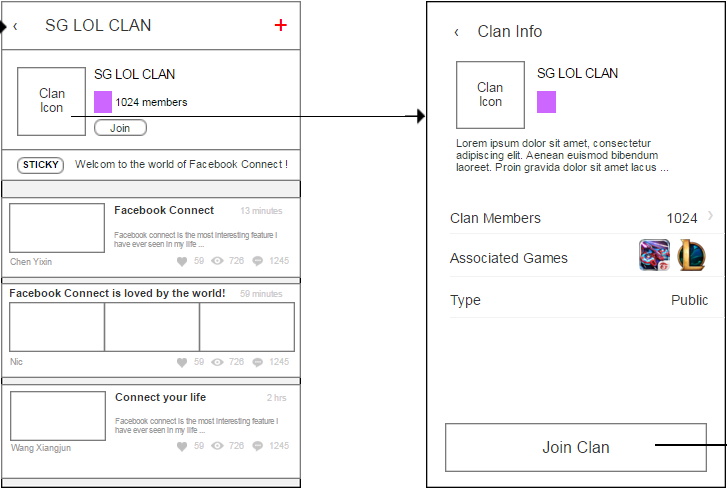 ‹ SG LOL CLAN +
Clan
Icon
SG LOL CLAN
1024 members
Join
STICKY Welcom to the world of Facebook Connect !
Facebook Connect 13 minutes
Facebook connect is the most interesting feature I
have ever seen in my life ...
Chen Yixin 59 726 1245
Facebook Connect is loved by the world! 59 minutes
Nic 59 726 1245
Connect your life 2 hrs
Facebook connect is the most interesting feature I
have ever seen in my life ...
Wang Xiangjun 59 726 1245
‹ Clan Info
Clan
Icon
SG LOL CLAN
Lorem ipsum dolor sit amet, consectetur
adipiscing elit. Aenean euismod bibendum
laoreet. Proin gravida dolor sit amet lacus ...
Clan Members 1024 ›
Associated Games
Type Public
Join Clan